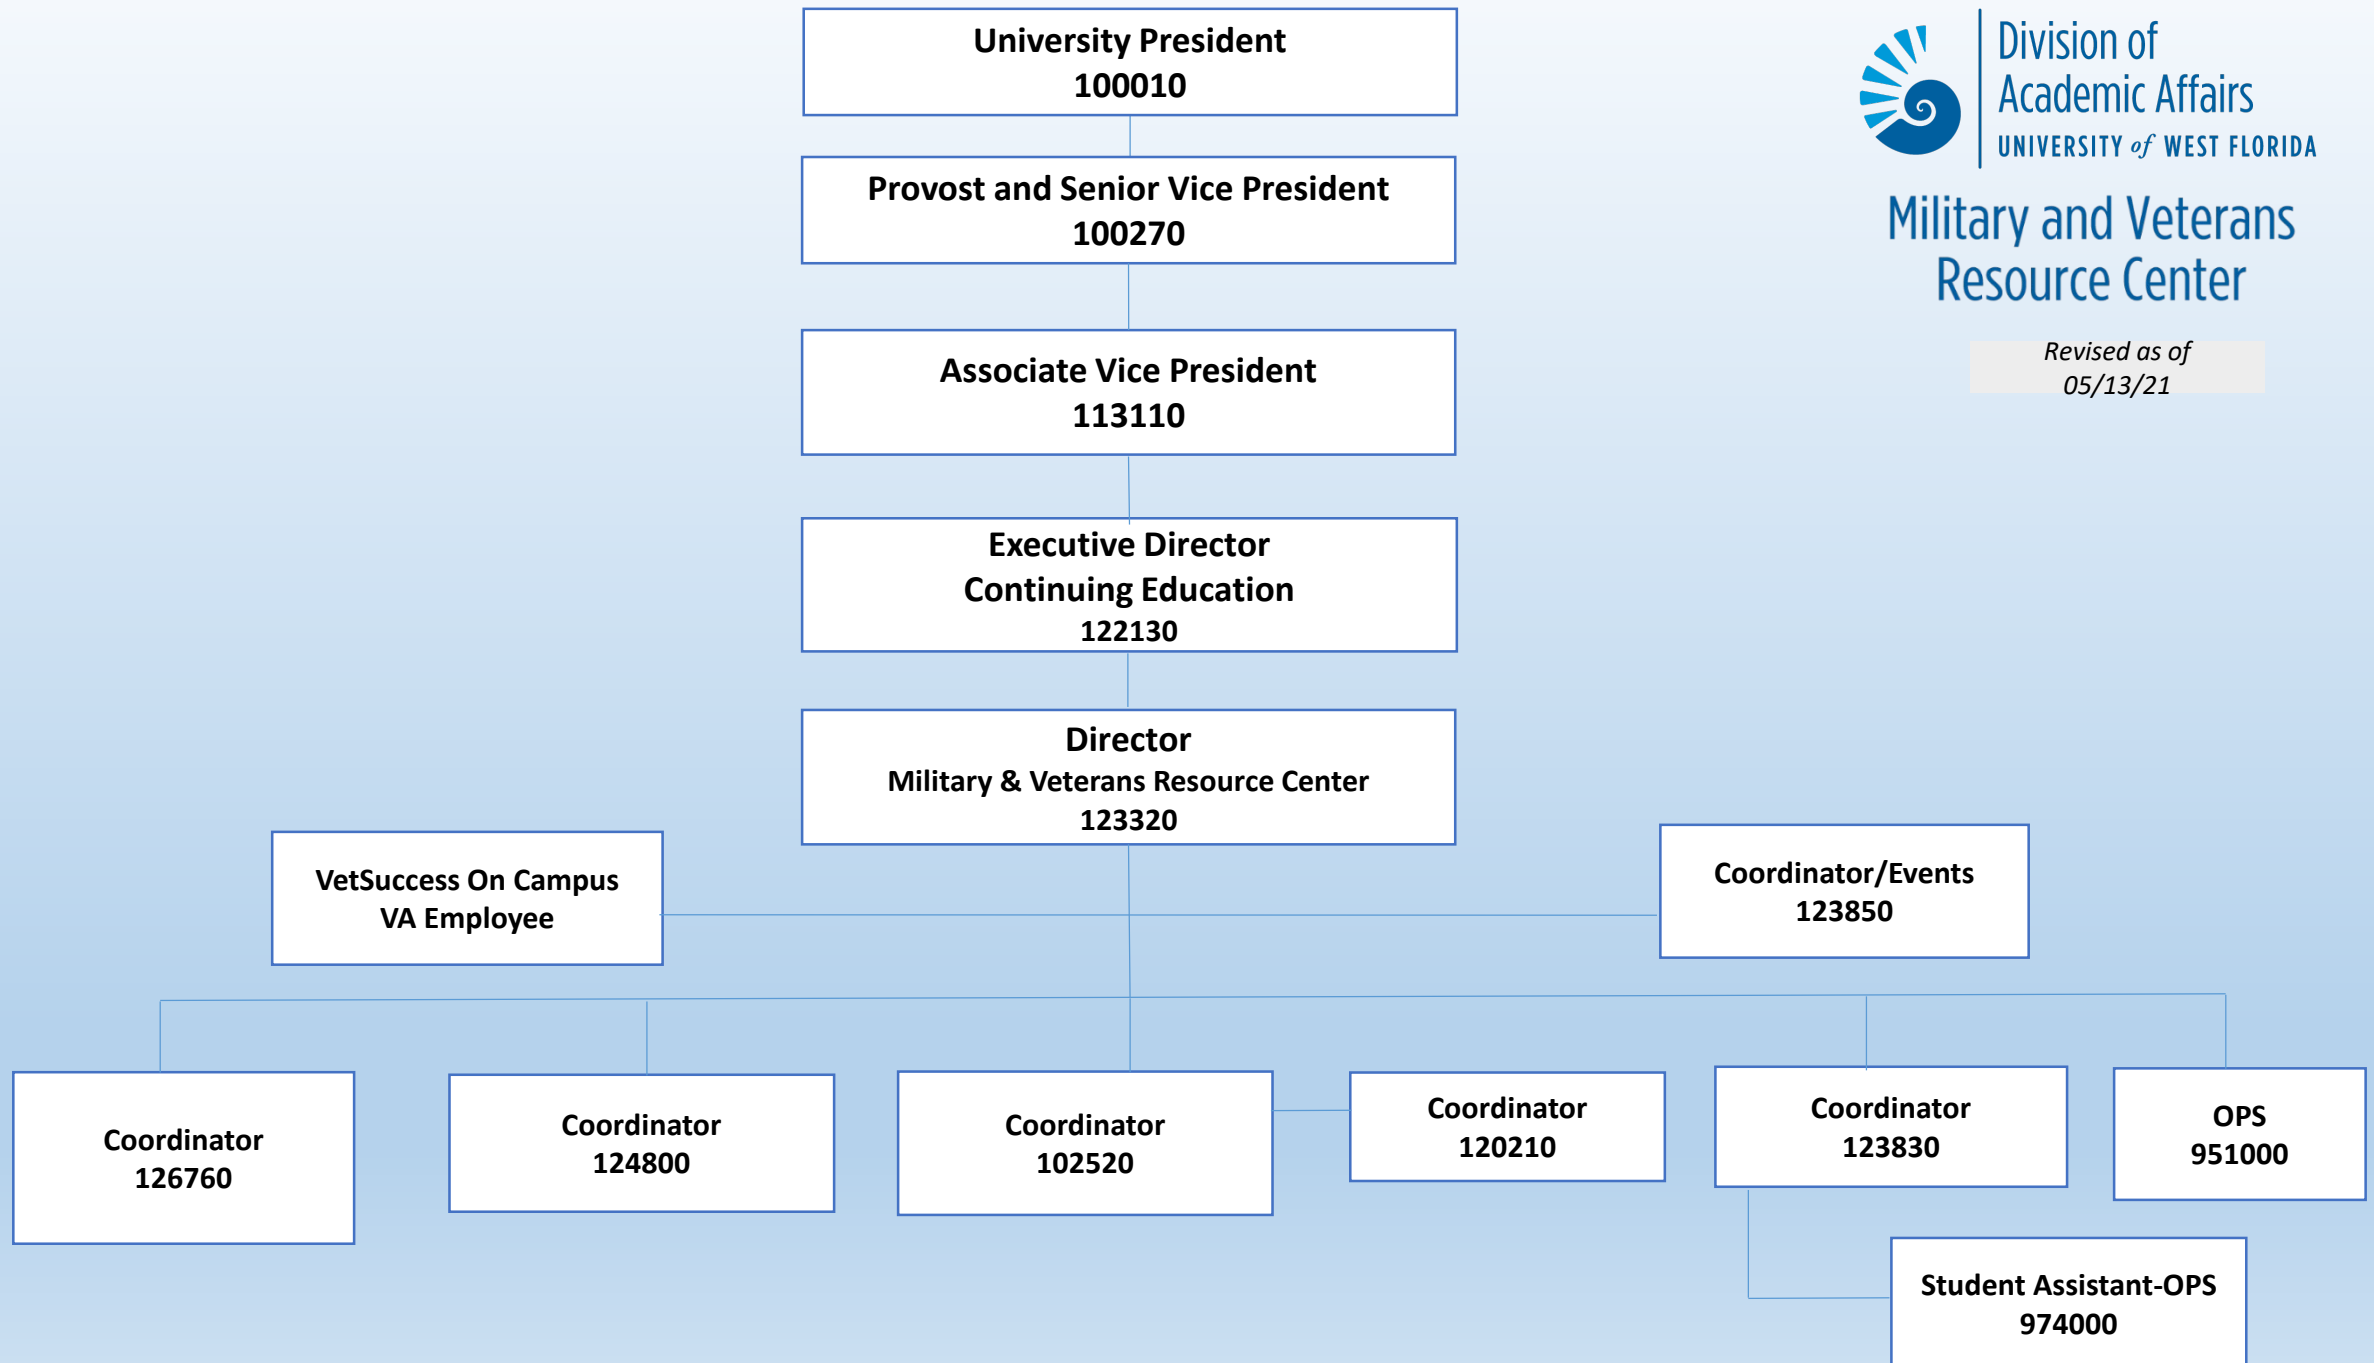 University President
100010
Division of
Academic Affairs
UNIVERSITY of WEST FLORIDA
Military and Veterans
Resource Center
Revised as of
05/13/21
Provost and Senior Vice President
100270
Associate Vice President
113110
Executive Director
Continuing Education
122130
Director
Military & Veterans Resource Center
123320
VetSuccess On Campus
VA Employee
Coordinator/Events
123850
Coordinator
126760
Coordinator
124800
Coordinator
102520
Coordinator
120210
Coordinator
123830
OPS
951000
Student Assistant-OPS
974000